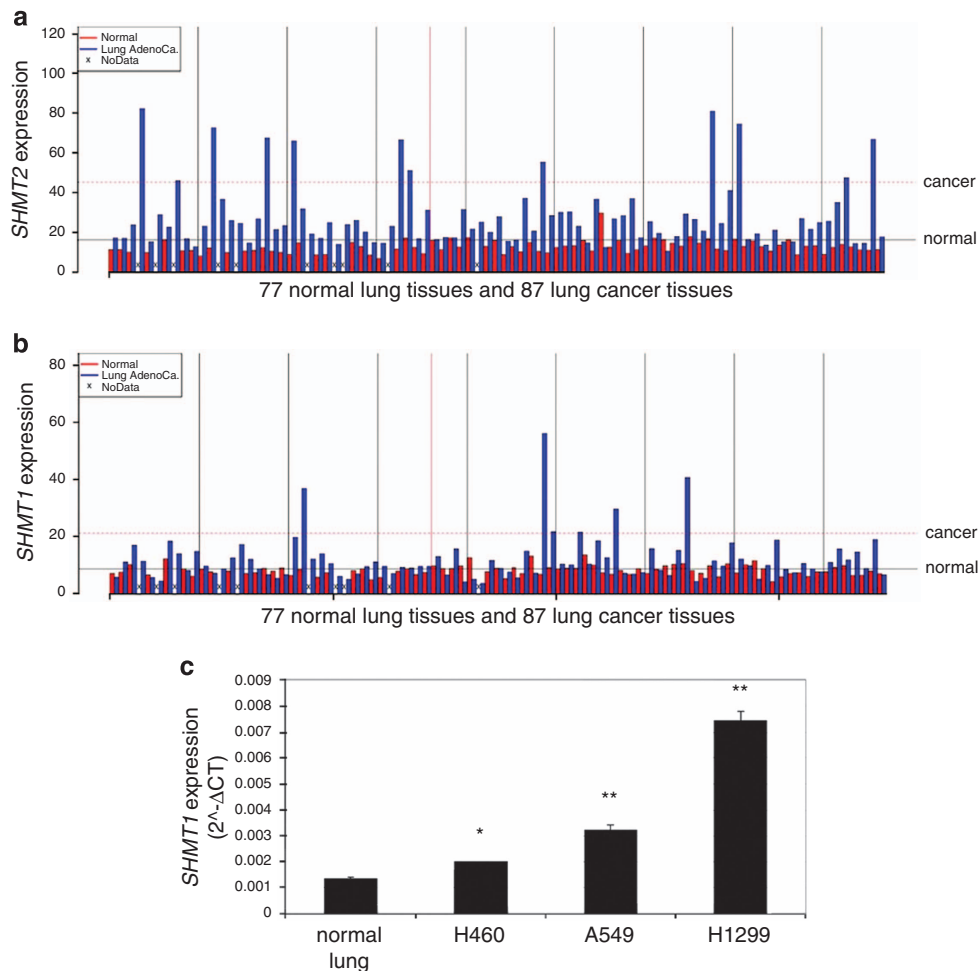 a
SHMT2 expression
120
100
80
60
40
20
0
Normal
Lung AdenoCa.
x NoData
cancer
normal
77 normal lung tissues and 87 lung cancer tissues
b
SHMT1 expression
80
60
40
20
0
Normal
Lung AdenoCa.
x NoData
cancer
normal
77 normal lung tissues and 87 lung cancer tissues
c
SHMT1 expression
(2^-ΔCT)
0.009
0.008
0.007
0.006
0.005
0.004
0.003
0.002
0.001
0
*
**
**
normal
lung
H460
A549
H1299